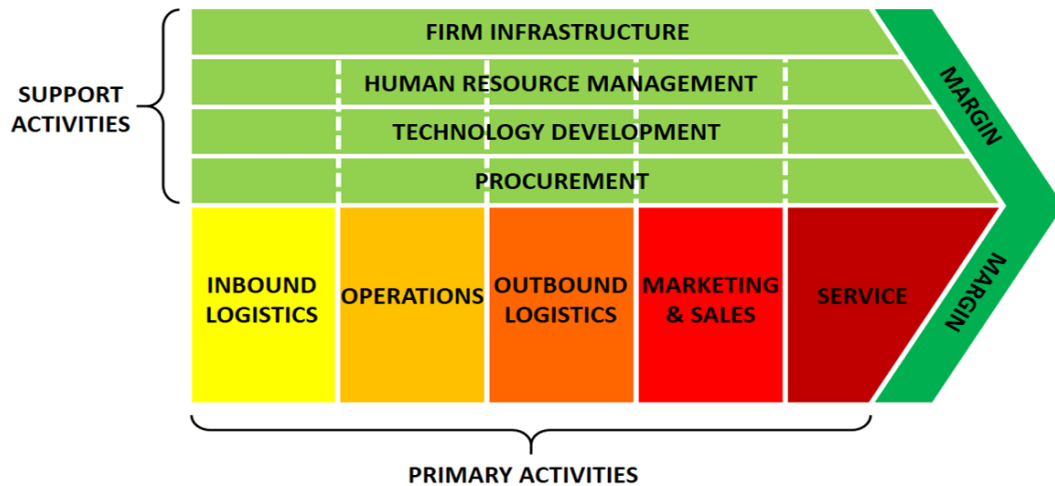 FIRM INFRASTRUCTURE
HUMAN RESOURCE MANAGEMENT
TECHNOLOGY DEVELOPMENT
PROCUREMENT
SUPPORT
ACTIVITIES
MARGIN
INBOUND
LOGISTICS
OPERATIONS
OUTBOUND
LOGISTICS
MARKETING
& SALES
SERVICE
MARGIN
PRIMARY ACTIVITIES